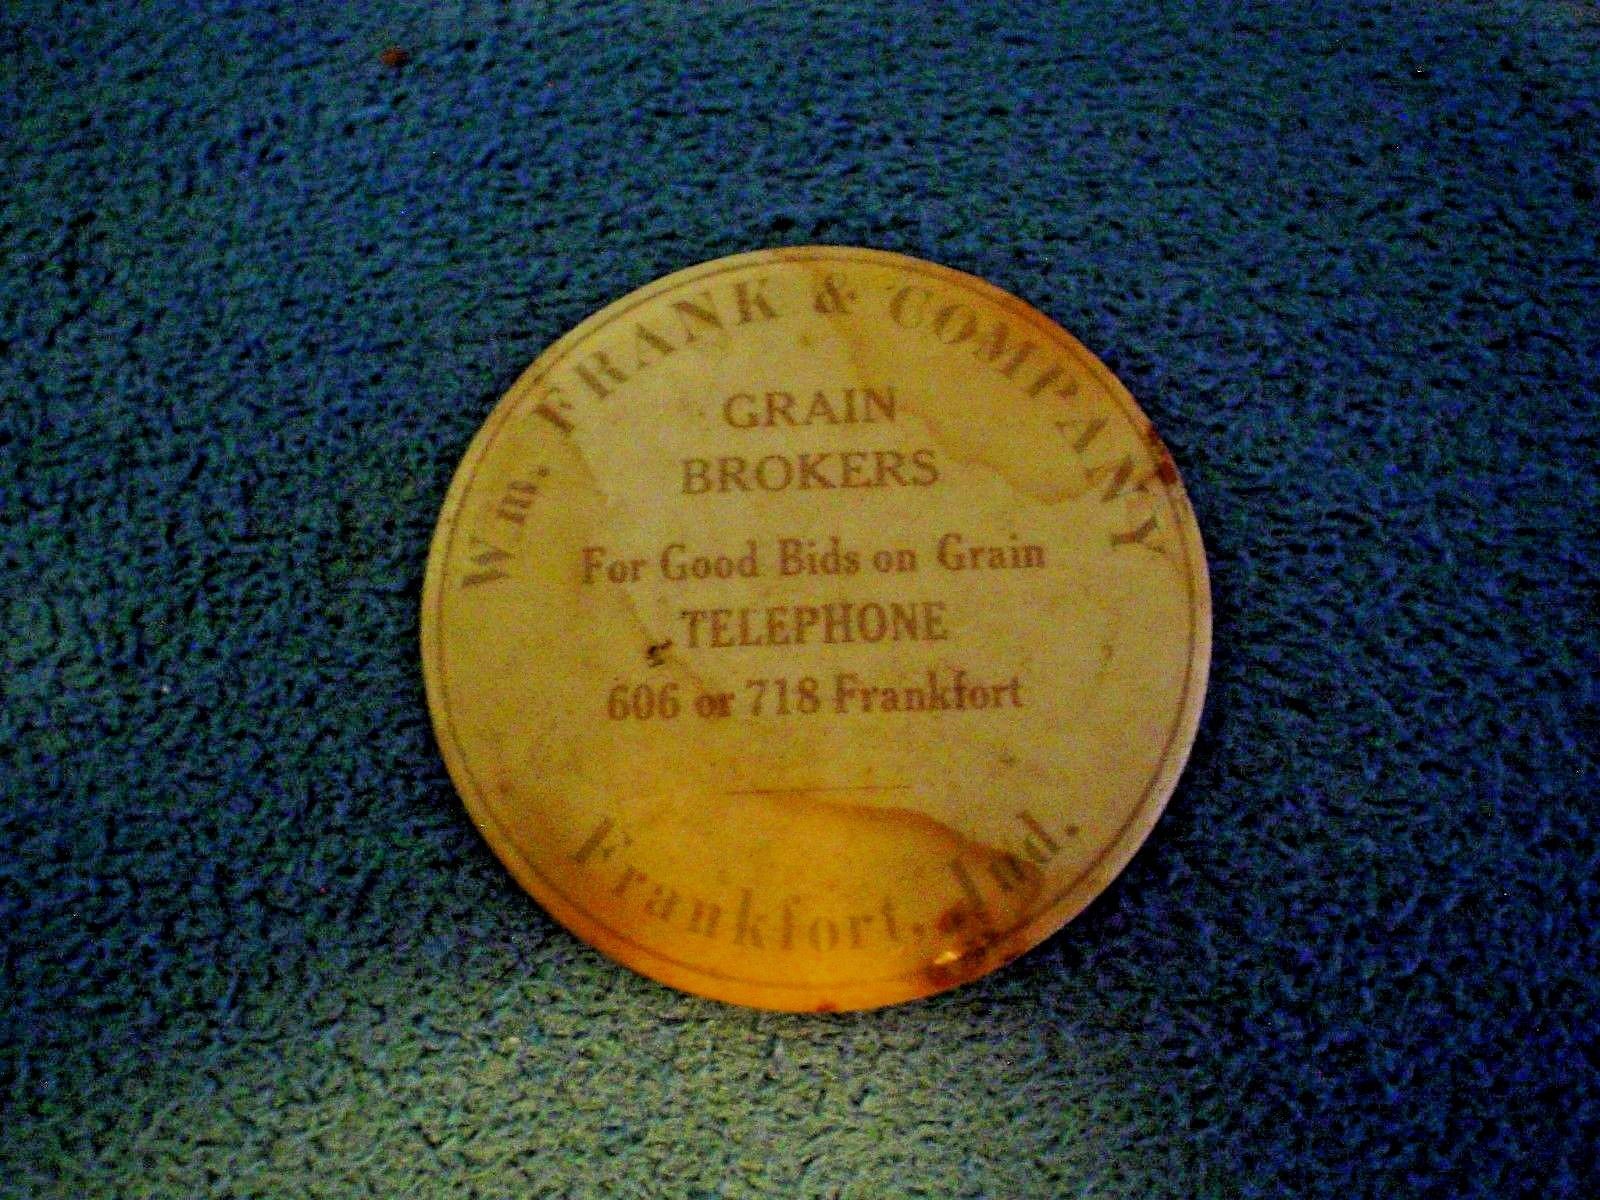 Wm. FRANK & COMPANY
GRAIN
BROKERS
For Good Bids on Grain
TELEPHONE
606 or 718 Frankfort
Frankfort, Ind.